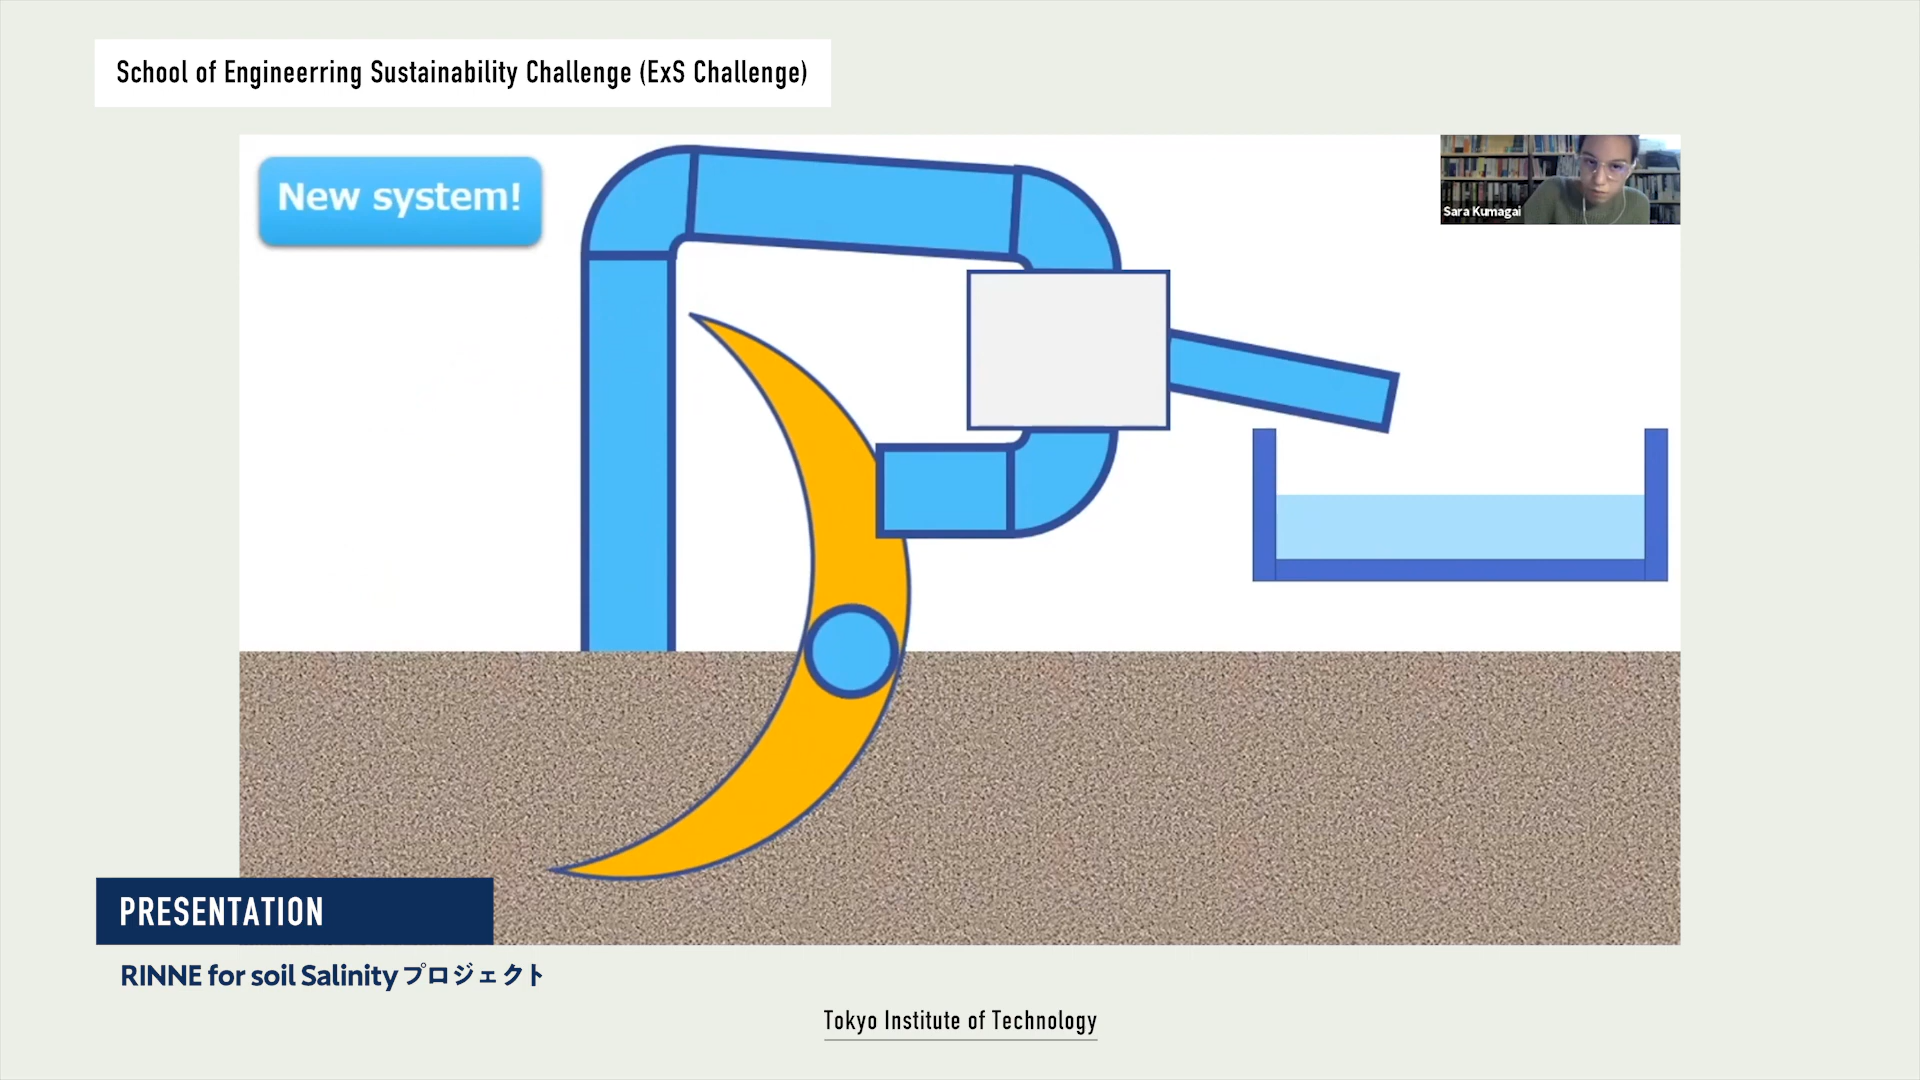 School of Engineerring Sustainability Challenge (ExS Challenge)
New system!
Sara Kumagai
PRESENTATION
RINNE for soil Salinityプロジェクト
Tokyo Institute of Technology